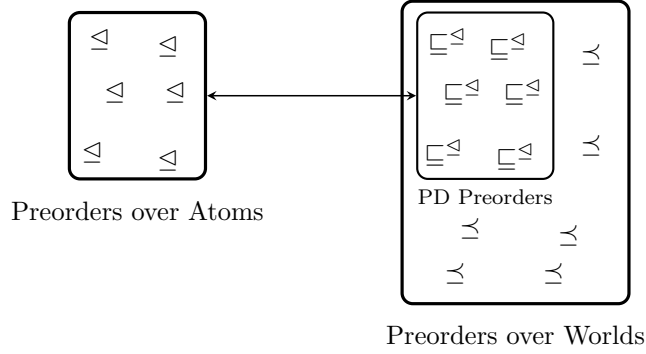 ⊴ ⊴
⊴ ⊴
⊴ ⊴
Preorders over Atoms
⊑⊴ ⊑⊴ ⪯
⊑⊴ ⊑⊴
⊑⊴ ⊑⊴ ⪯
PD Preorders
⪯ ⪯
⪯ ⪯
Preorders over Worlds